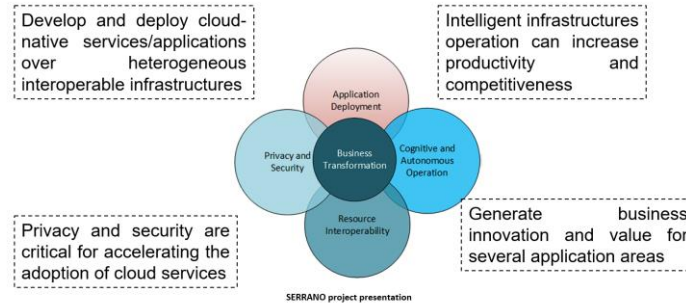 Develop and deploy cloud-
native services/applications
over heterogeneous
interoperable infrastructures
Intelligent infrastructures
operation can increase
productivity and
competitiveness
Application
Deployment
Privacy and
Security
Business
Transformation
Cognitive and
Autonomous
Operation
Resource
Interoperability
Privacy and security are
critical for accelerating the
adoption of cloud services
Generate business
innovation and value for
several application areas
SERRANO project presentation